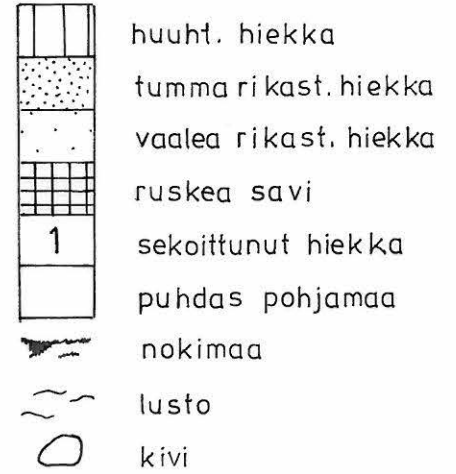 huuht. hiekka
tumma rikast. hiekka
vaalea rikast. hiekka
ruskea savi
1 sekoittunut hiekka
puhdas pohjamaa
nokimaa
lusto
kivi